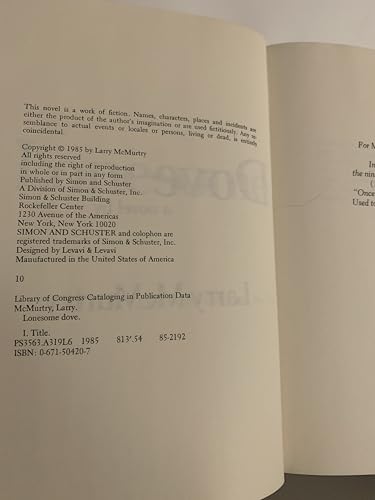 This novel is a work of fiction. Names, characters, places and incidents are
either the product of the author's imagination or are used fictitiously. Any re-
semblance to actual events or locales or persons, living or dead, is entirely
coincidental.
Copyright © 1985 by Larry McMurtry
All rights reserved
including the right of reproduction
in whole or in part in any form
Published by Simon and Schuster
A Division of Simon & Schuster, Inc.
Simon & Schuster Building
Rockefeller Center
1230 Avenue of the Americas
New York, New York 10020
SIMON AND SCHUSTER and colophon are
registered trademarks of Simon & Schuster, Inc.
Designed by Levavi & Levavi
Manufactured in the United States of America
10
Library of Congress Cataloging in Publication Data
McMurtry, Larry.
Lonesome dove.
I. Title.
PS3563.A319L6 1985 813'.54 85-2192
ISBN: 0-671-50420-7
For M
In
the nin
(
"Once
Used to